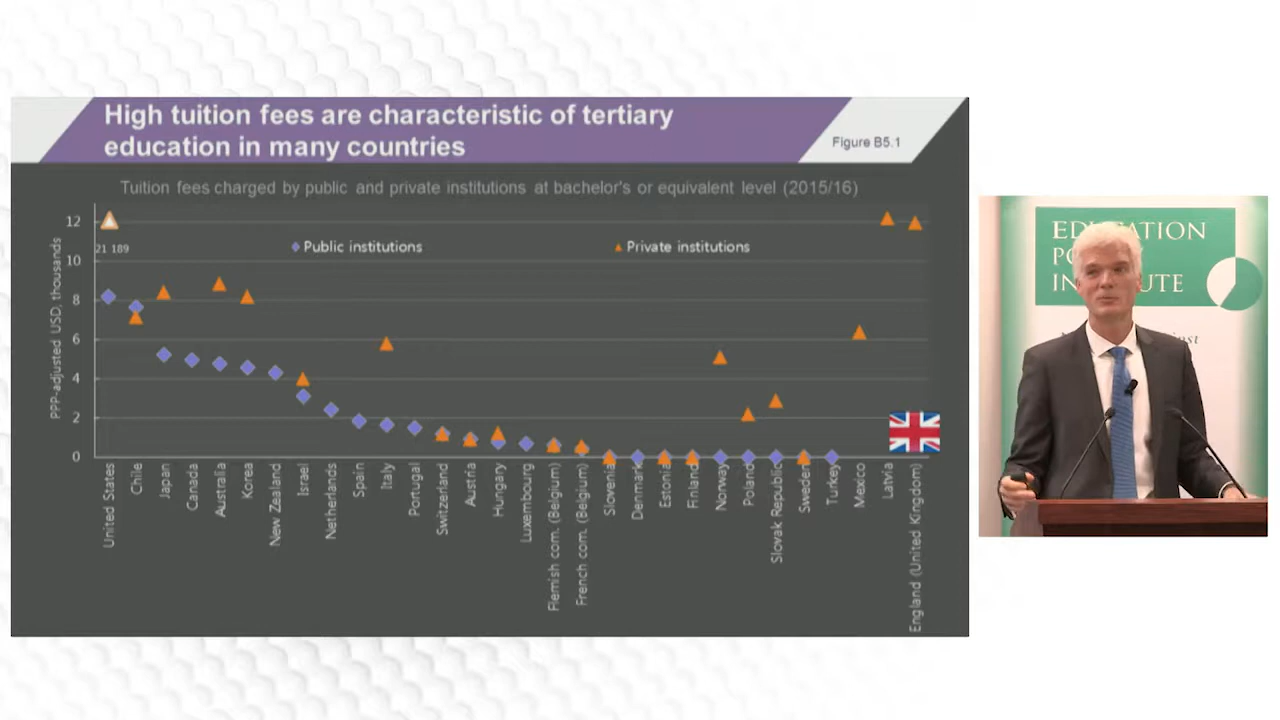 High tuition fees are characteristic of tertiary
education in many countries
Figure B5.1
Tuition fees charged by public and private institutions at bachelor's or equivalent level (2015/16)
PPP-adjusted USD, thousands
12
10
8
6
4
2
0
21 189
Public institutions
Private institutions
United States
Chile
Japan
Canada
Australia
Korea
New Zealand
Israel
Netherlands
Spain
Italy
Portugal
Switzerland
Austria
Hungary
Luxembourg
Flemish com. (Belgium)
French com. (Belgium)
Slovenia
Denmark
Estonia
Finland
Norway
Poland
Slovak Republic
Sweden
Turkey
Mexico
Latvia
England (United Kingdom)